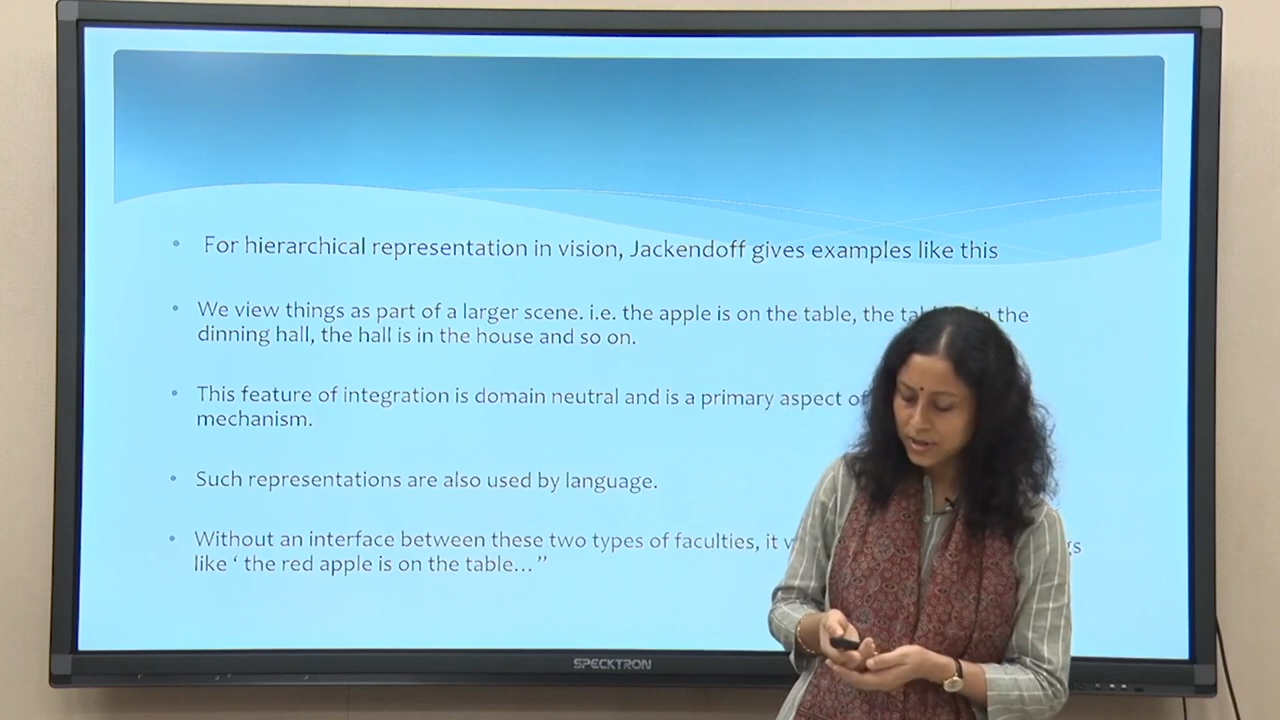 • For hierarchical representation in vision, Jackendoff gives examples like this
• We view things as part of a larger scene. i.e. the apple is on the table, the the
dinning hall, the hall is in the house and so on.
• This feature of integration is domain neutral and is a primary aspect of
mechanism.
• Such representations are also used by language.
• Without an interface between these two types of faculties, it
like ‘ the red apple is on the table… ”
SPECKTRON